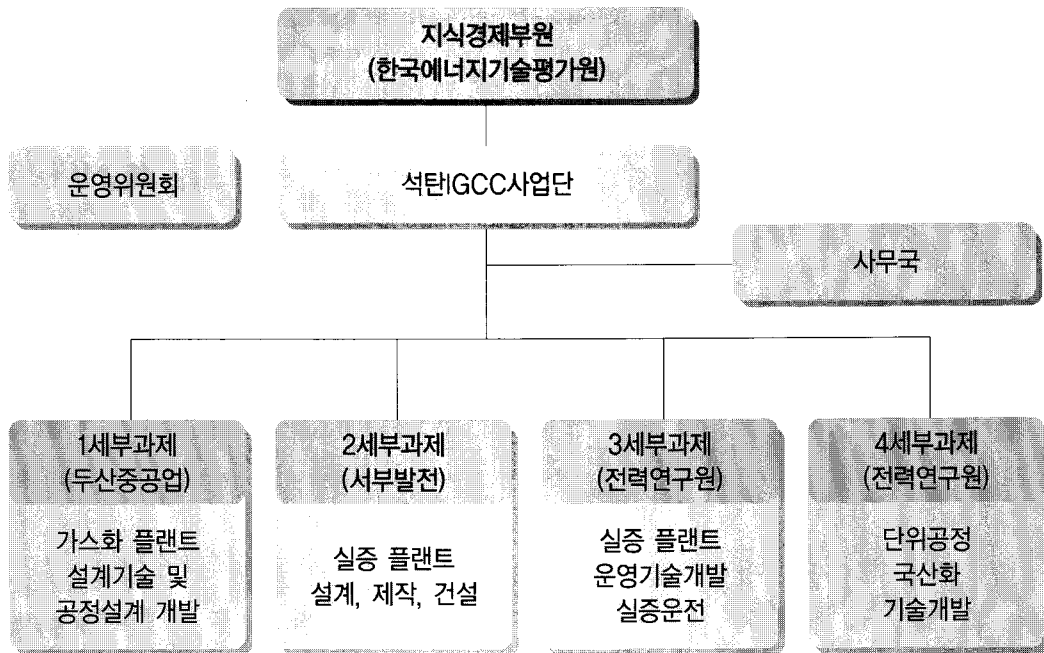 지식경제부원
(한국에너지기술평가원)
운영위원회
석탄IGCC사업단
사무국
1세부과제
(두산중공업)
가스화 플랜트
설계기술 및
공정설계 개발
2세부과제
(서부발전)
실증 플랜트
설계, 제작, 건설
3세부과제
(전력연구원)
실증 플랜트
운영기술개발
실증운전
4세부과제
(전력연구원)
단위공정
국산화
기술개발